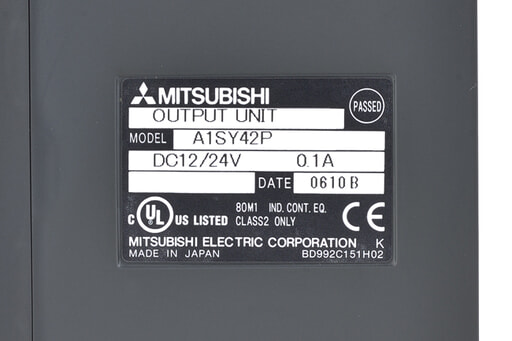 MITSUBISHI
PASSED
OUTPUT UNIT
MODEL A1SY42P
DC12/24V 0.1A
DATE 0610B
C UL US LISTED 80M1 IND. CONT. EQ. CLASS2 ONLY CE
MITSUBISHI ELECTRIC CORPORATION K
MADE IN JAPAN BD992C151H02